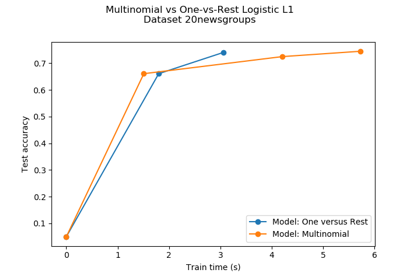 Multinomial vs One-vs-Rest Logistic L1
Dataset 20newsgroups
Test accuracy
0.7
0.6
0.5
0.4
0.3
0.2
0.1
Model: One versus Rest
Model: Multinomial
0 1 2 3 4 5 6
Train time (s)